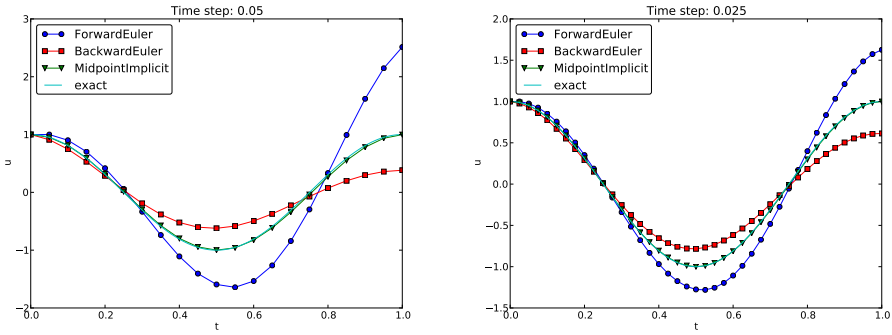 Time step: 0.05
3
2
1
0
−1
−2
u
0.0 0.2 0.4 0.6 0.8 1.0
t
ForwardEuler
BackwardEuler
MidpointImplicit
exact
Time step: 0.025
2.0
1.5
1.0
0.5
0.0
−0.5
−1.0
−1.5
u
0.0 0.2 0.4 0.6 0.8 1.0
t
ForwardEuler
BackwardEuler
MidpointImplicit
exact